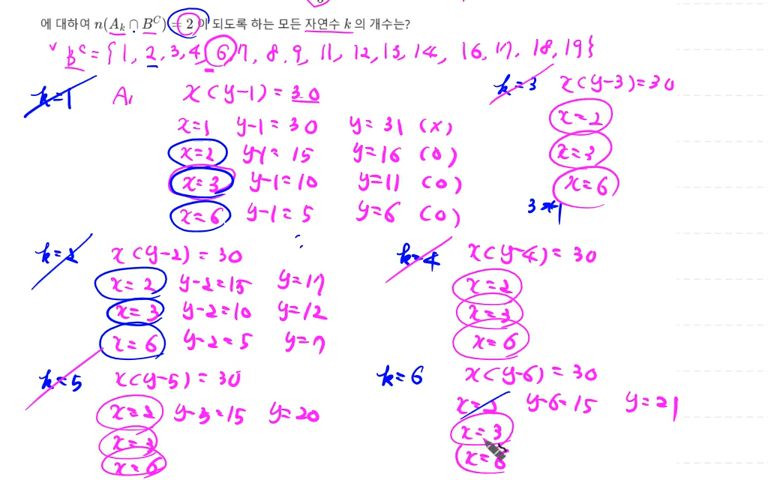 에 대하여 n(A_k ∩ B^C) = 2 이 되도록 하는 모든 자연수 k 의 개수는?
B^C = {1, 2, 3, 4, 6, 7, 8, 9, 11, 12, 13, 14, 16, 17, 18, 19}
k=1 A₁ x(y-1) = 30
x=1 y-1=30 y=31 (x)
x=2 y-1=15 y=16 (o)
x=3 y-1=10 y=11 (o)
x=6 y-1=5 y=6 (o)
k=3 x(y-3)=30
x=2
x=3
x=6
k=2 x(y-2)=30
x=2 y-2=15 y=17
x=3 y-2=10 y=12
x=6 y-2=5 y=7
k=4 x(y-4)=30
x=2
x=3
x=6
k=5 x(y-5)=30
x=2 y-5=15 y=20
x=3
x=6
k=6 x(y-6)=30
x=2 y-6=15 y=21
x=3
x=6